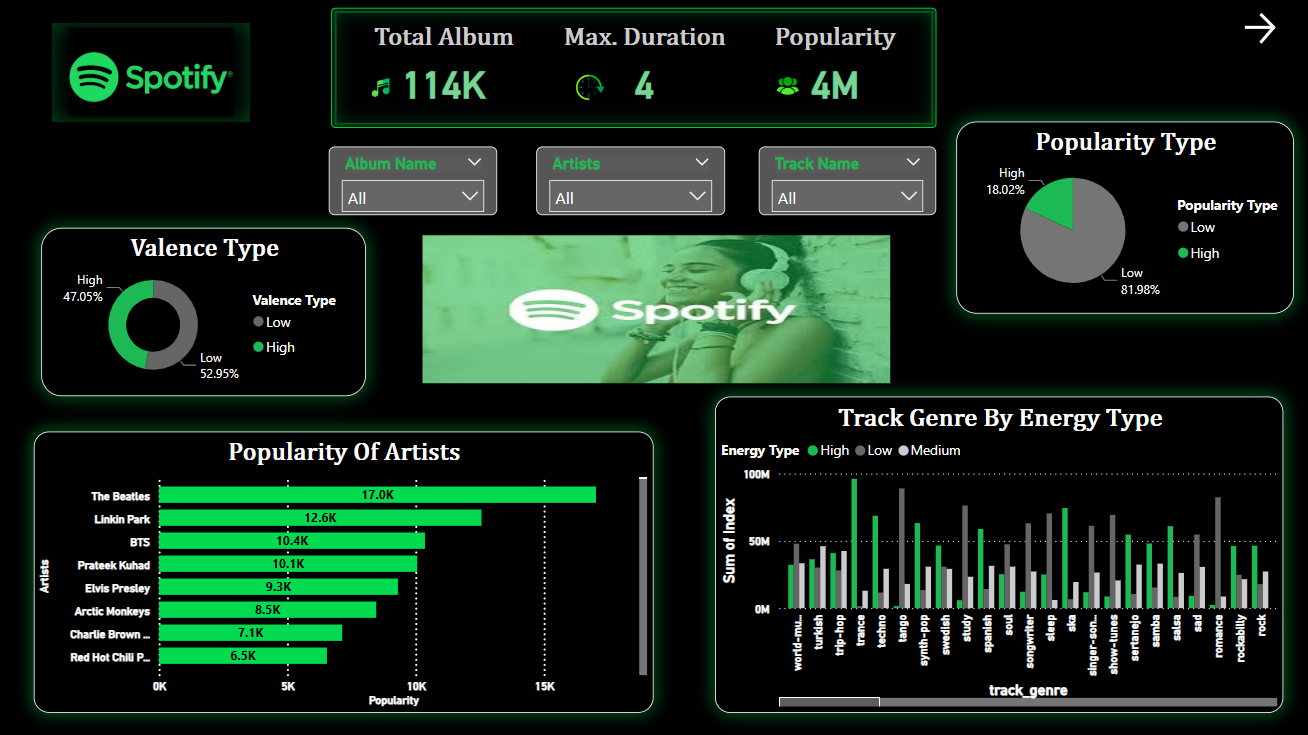 Spotify®
Total Album
114K
Max. Duration
4
Popularity
4M
Album Name
All
Artists
All
Track Name
All
Popularity Type
High
18.02%
Low
81.98%
Popularity Type
Low
High
Valence Type
High
47.05%
Low
52.95%
Valence Type
Low
High
Spotify
Popularity Of Artists
Artists
The Beatles
17.0K
Linkin Park
12.6K
BTS
10.4K
Prateek Kuhad
10.1K
Elvis Presley
9.3K
Arctic Monkeys
8.5K
Charlie Brown ...
7.1K
Red Hot Chili P...
6.5K
0K
5K
10K
15K
Popularity
Track Genre By Energy Type
Energy Type High Low Medium
Sum of Index
100M
50M
0M
world-mu...
turkish
trip-hop
trance
techno
tango
synth-pop
swedish
study
spanish
soul
songwriter
sleep
ska
singer-son...
show-tunes
sertanejo
samba
salsa
sad
romance
rockabilly
rock
track_genre